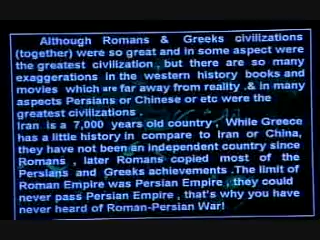 Although Romans & Greeks civilizations
(together) were so great and in some aspect were
the greatest civilization , but there are so many
exaggerations in the western history books and
movies which are far away from reality .& in many
aspects Persians or Chinese or etc were the
greatest civilizations .
Iran is a 7,000 years old country . While Greece
has a little history in compare to Iran or China,
they have not been an independent country since
Romans , later Romans copied most of the
Persians and Greeks achievements .The limit of
Roman Empire was Persian Empire , they could
never pass Persian Empire , that's why you have
never heard of Roman-Persian War!